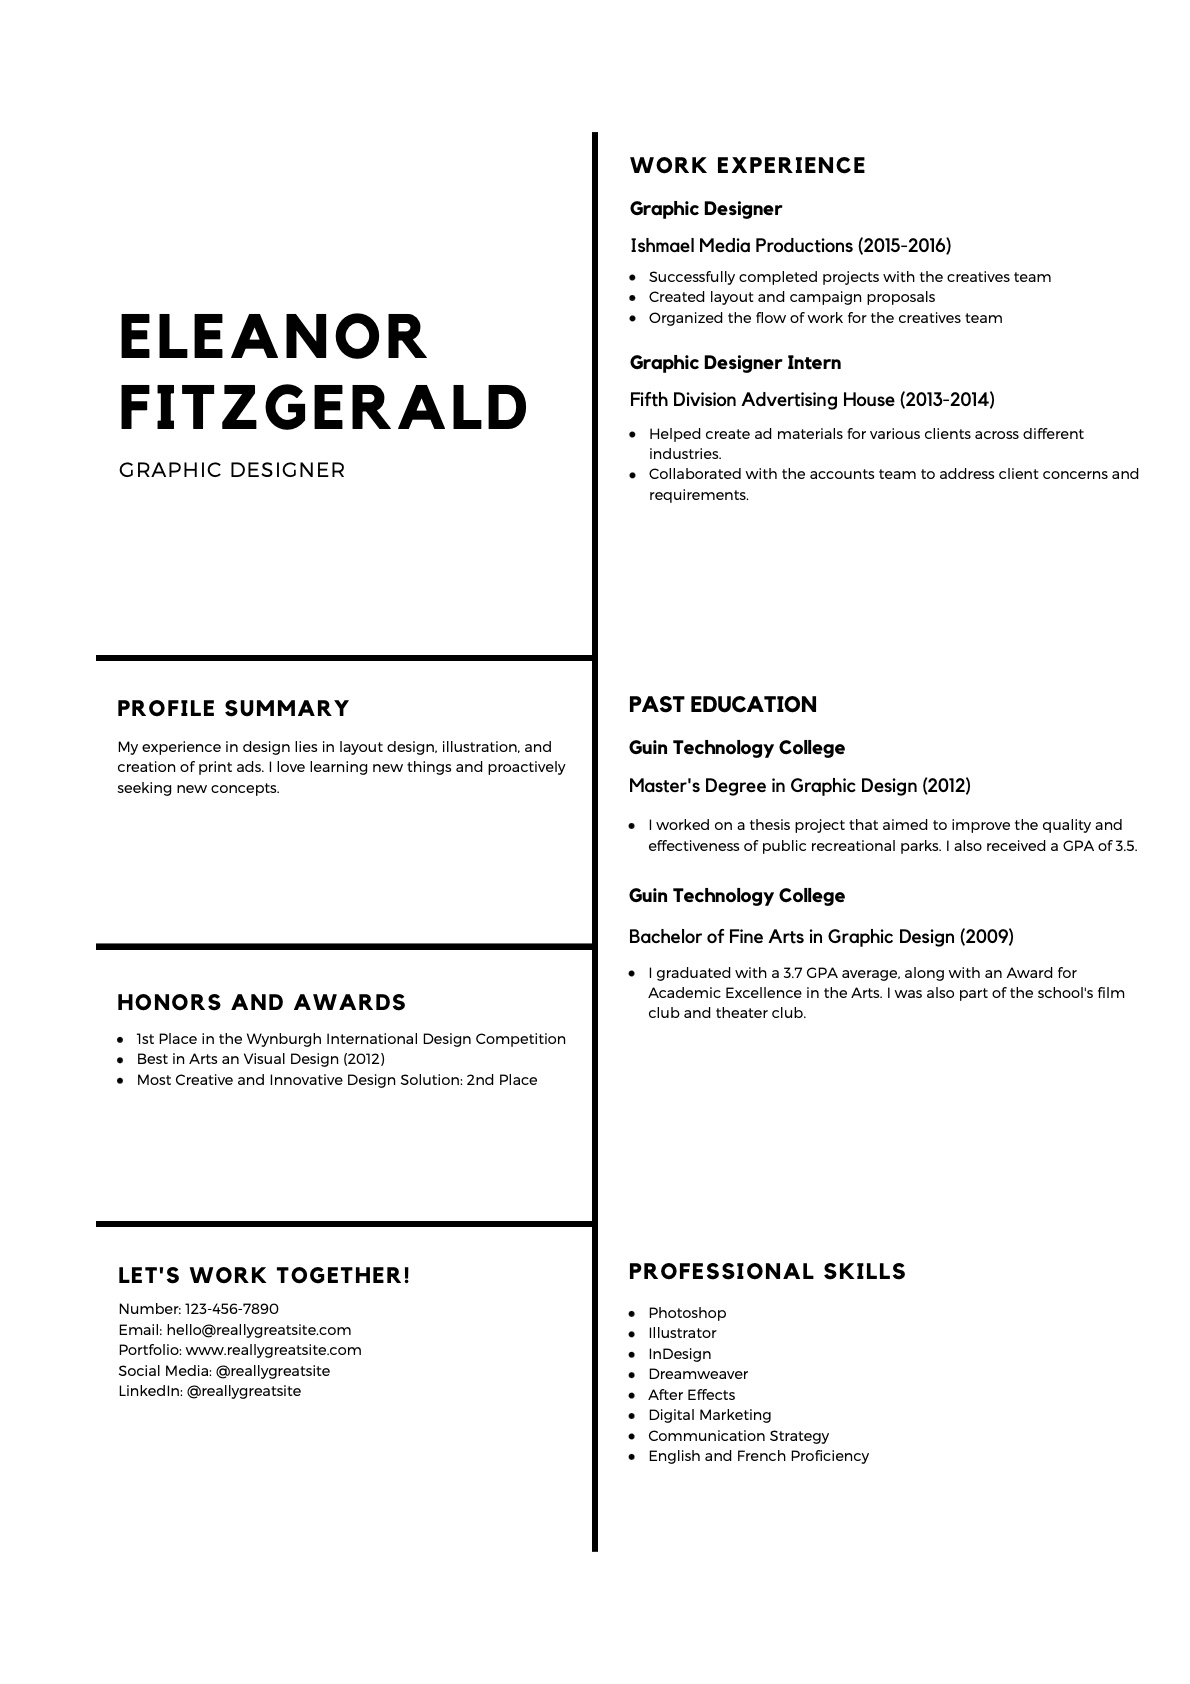 ELEANOR
FITZGERALD
GRAPHIC DESIGNER
PROFILE SUMMARY
My experience in design lies in layout design, illustration, and
creation of print ads. I love learning new things and proactively
seeking new concepts.
HONORS AND AWARDS
• 1st Place in the Wynburgh International Design Competition
• Best in Arts an Visual Design (2012)
• Most Creative and Innovative Design Solution: 2nd Place
LET'S WORK TOGETHER!
Number: 123-456-7890
Email: hello@reallygreatsite.com
Portfolio: www.reallygreatsite.com
Social Media: @reallygreatsite
LinkedIn: @reallygreatsite
WORK EXPERIENCE
Graphic Designer
Ishmael Media Productions (2015-2016)
• Successfully completed projects with the creatives team
• Created layout and campaign proposals
• Organized the flow of work for the creatives team
Graphic Designer Intern
Fifth Division Advertising House (2013-2014)
• Helped create ad materials for various clients across different
industries.
• Collaborated with the accounts team to address client concerns and
requirements.
PAST EDUCATION
Guin Technology College
Master's Degree in Graphic Design (2012)
• I worked on a thesis project that aimed to improve the quality and
effectiveness of public recreational parks. I also received a GPA of 3.5.
Guin Technology College
Bachelor of Fine Arts in Graphic Design (2009)
• I graduated with a 3.7 GPA average, along with an Award for
Academic Excellence in the Arts. I was also part of the school's film
club and theater club.
PROFESSIONAL SKILLS
• Photoshop
• Illustrator
• InDesign
• Dreamweaver
• After Effects
• Digital Marketing
• Communication Strategy
• English and French Proficiency